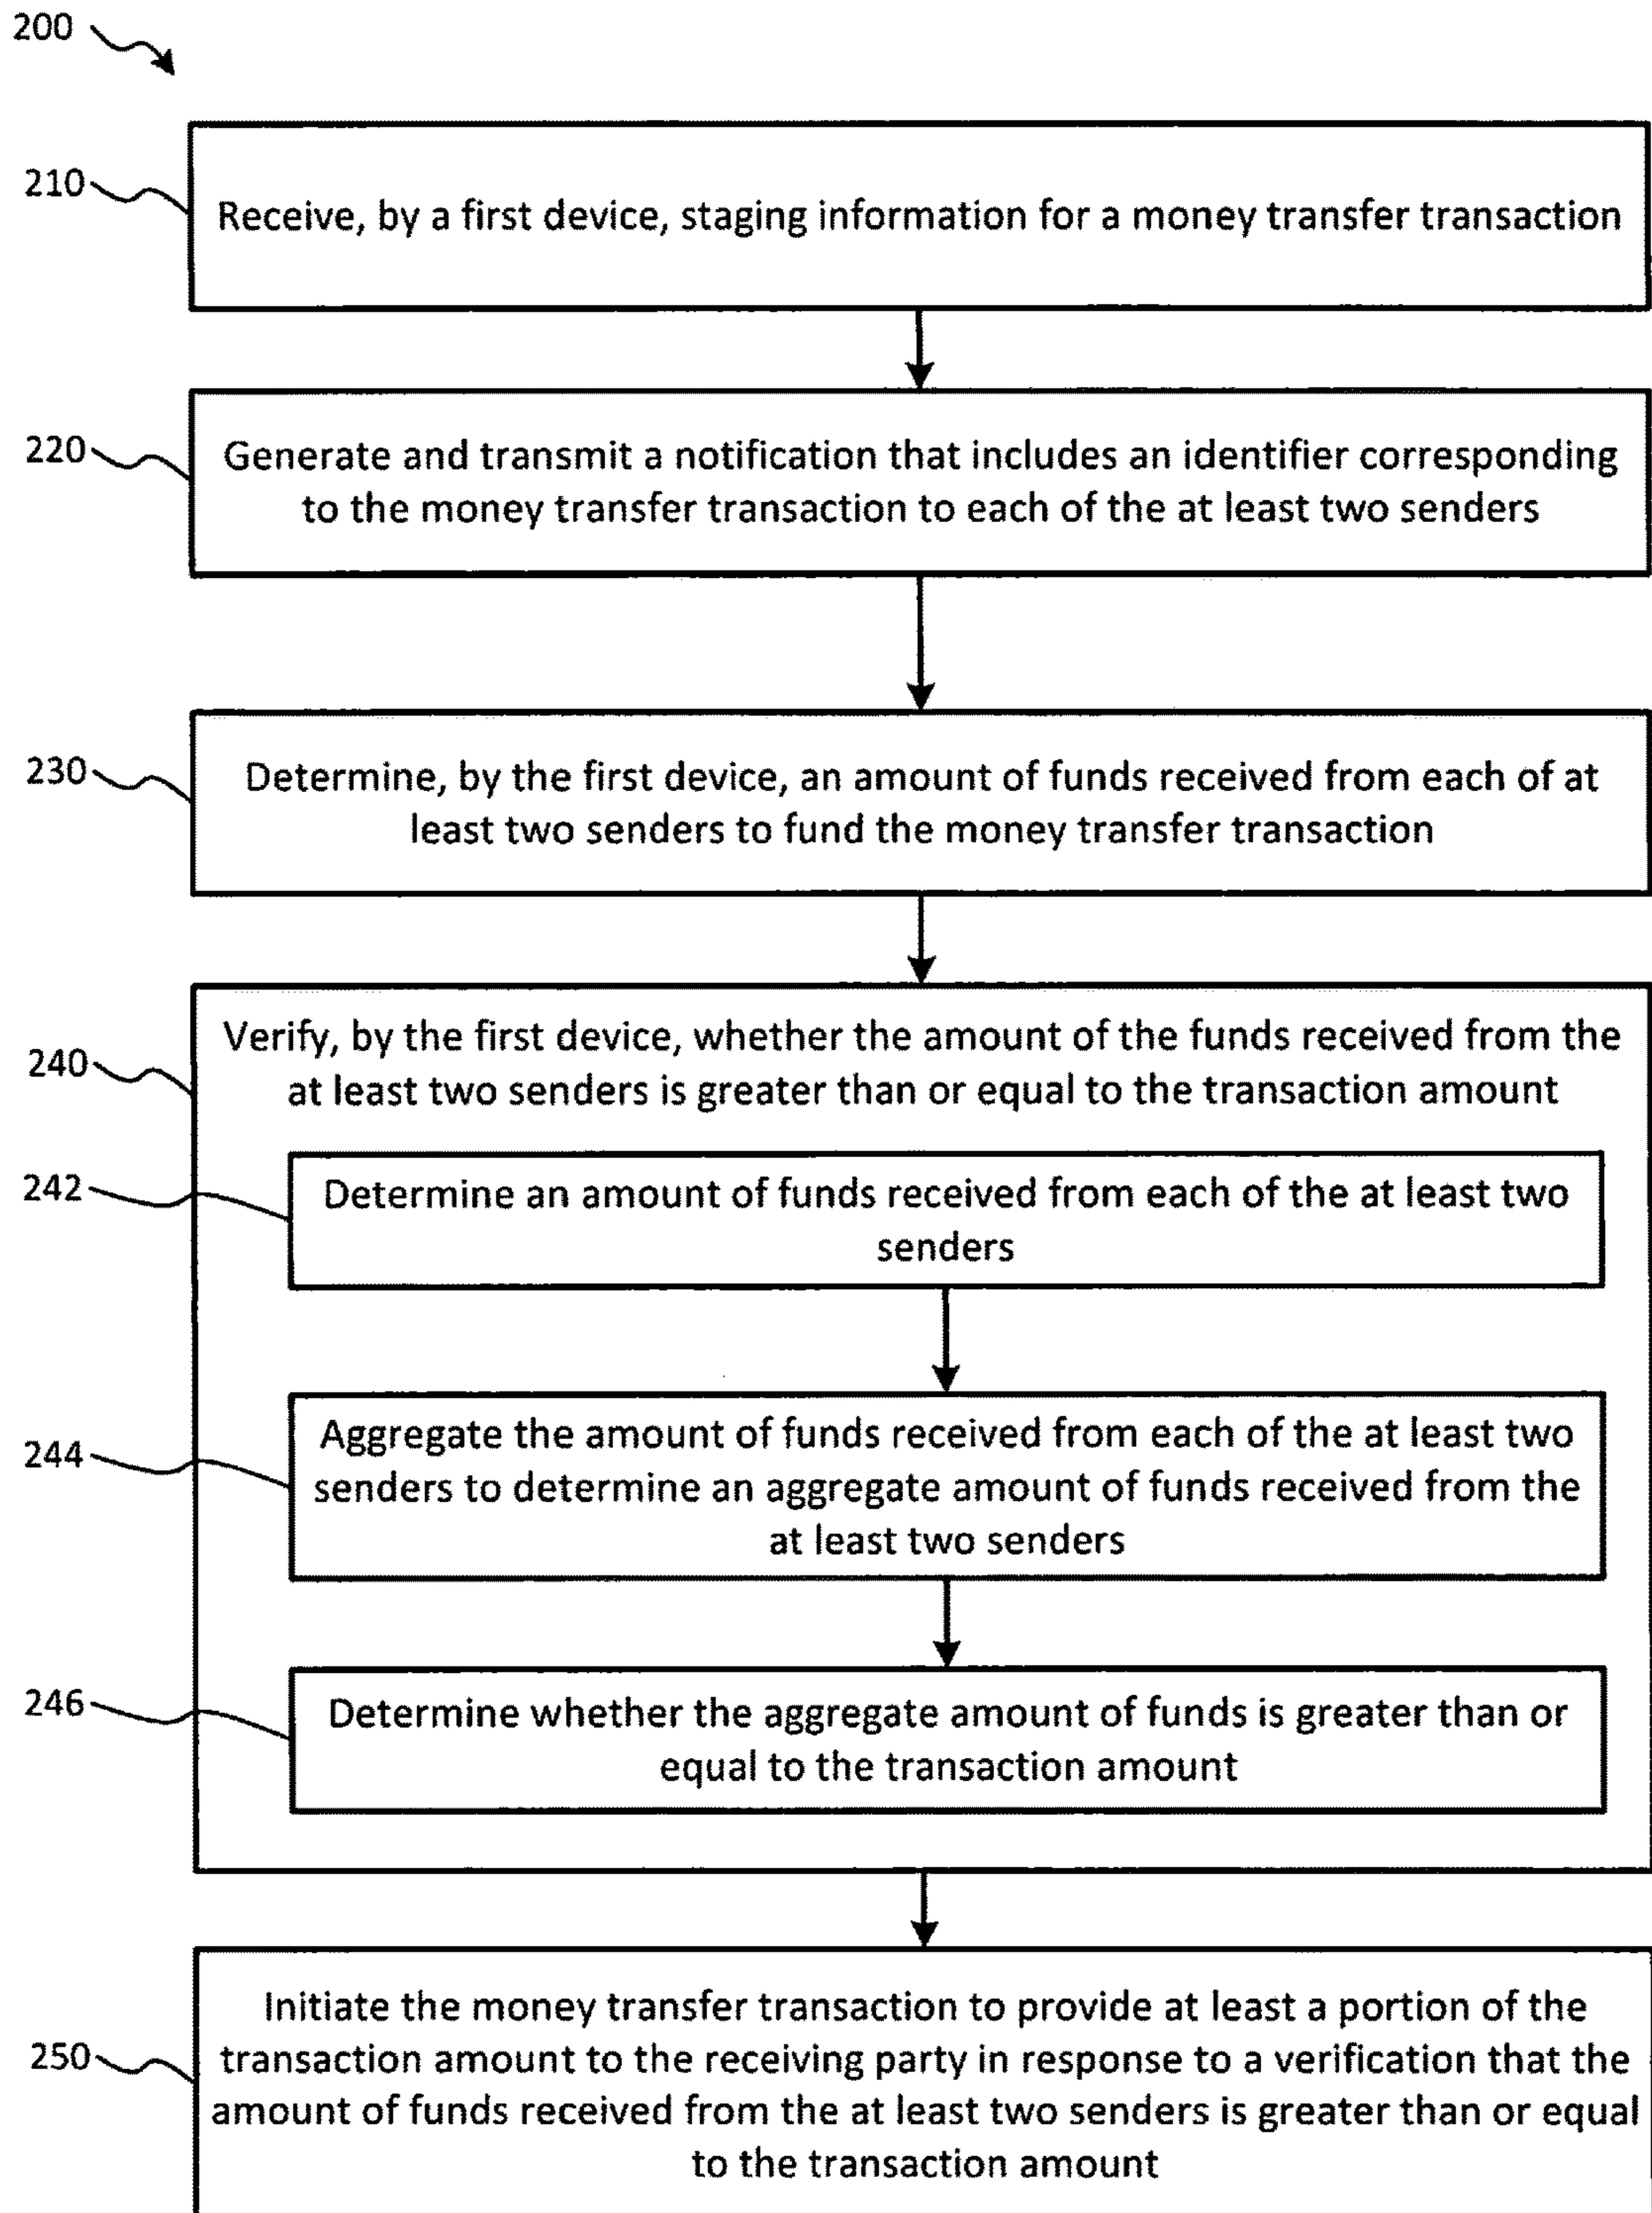 200
210
Receive, by a first device, staging information for a money transfer transaction
220
Generate and transmit a notification that includes an identifier corresponding
to the money transfer transaction to each of the at least two senders
230
Determine, by the first device, an amount of funds received from each of at
least two senders to fund the money transfer transaction
240
Verify, by the first device, whether the amount of the funds received from the
at least two senders is greater than or equal to the transaction amount
242
Determine an amount of funds received from each of the at least two
senders
244
Aggregate the amount of funds received from each of the at least two
senders to determine an aggregate amount of funds received from the
at least two senders
246
Determine whether the aggregate amount of funds is greater than or
equal to the transaction amount
250
Initiate the money transfer transaction to provide at least a portion of the
transaction amount to the receiving party in response to a verification that the
amount of funds received from the at least two senders is greater than or equal
to the transaction amount